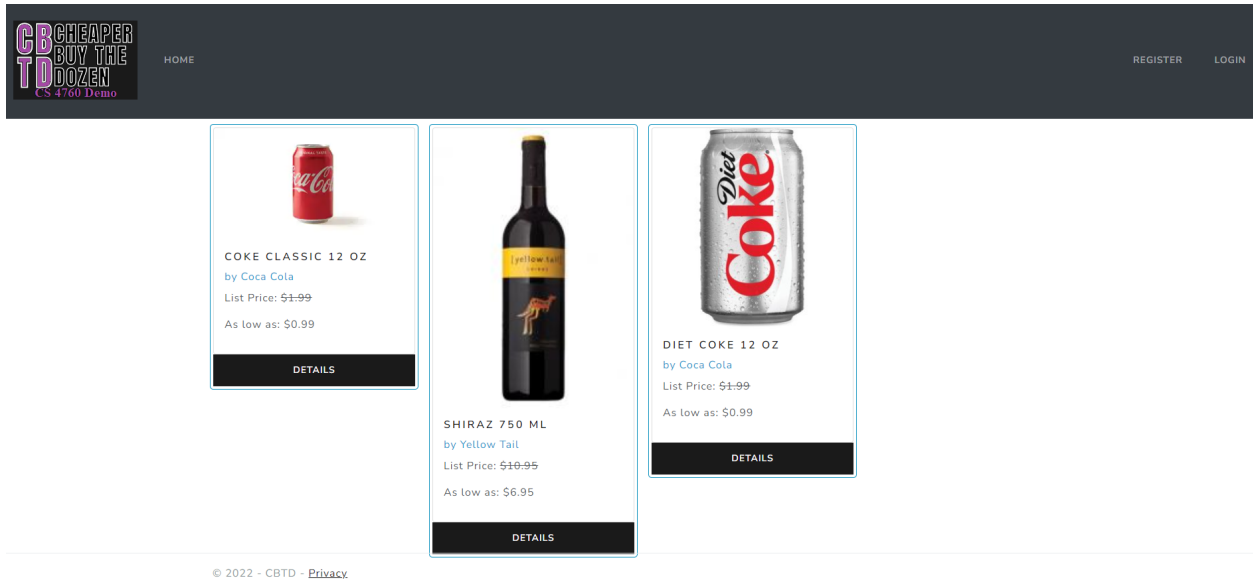 CB CHEAPER
BUY THE
TD DOZEN
CS 4760 Demo
HOME
REGISTER
LOGIN
Coca-Cola
COKE CLASSIC 12 OZ
by Coca Cola
List Price: $1.99
As low as: $0.99
DETAILS
[yellow tail]
SHIRAZ
SHIRAZ 750 ML
by Yellow Tail
List Price: $10.95
As low as: $6.95
DETAILS
Diet
Coke
DIET COKE 12 OZ
by Coca Cola
List Price: $1.99
As low as: $0.99
DETAILS
© 2022 - CBTD - Privacy